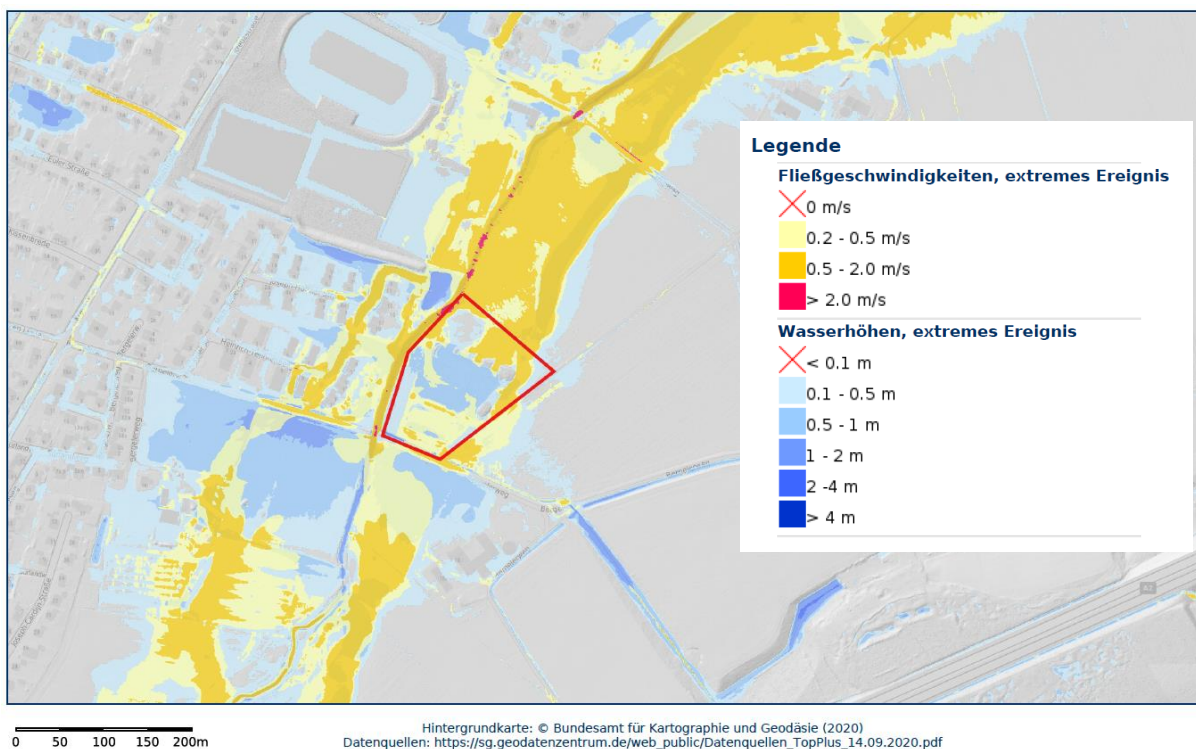 Legende
Fließgeschwindigkeiten, extremes Ereignis
0 m/s
0.2 - 0.5 m/s
0.5 - 2.0 m/s
> 2.0 m/s
Wasserhöhen, extremes Ereignis
< 0.1 m
0.1 - 0.5 m
0.5 - 1 m
1 - 2 m
2 -4 m
> 4 m
0 50 100 150 200m
Hintergrundkarte: © Bundesamt für Kartographie und Geodäsie (2020)
Datenquellen: https://sg.geodatenzentrum.de/web_public/Datenquellen_TopPlus_14.09.2020.pdf